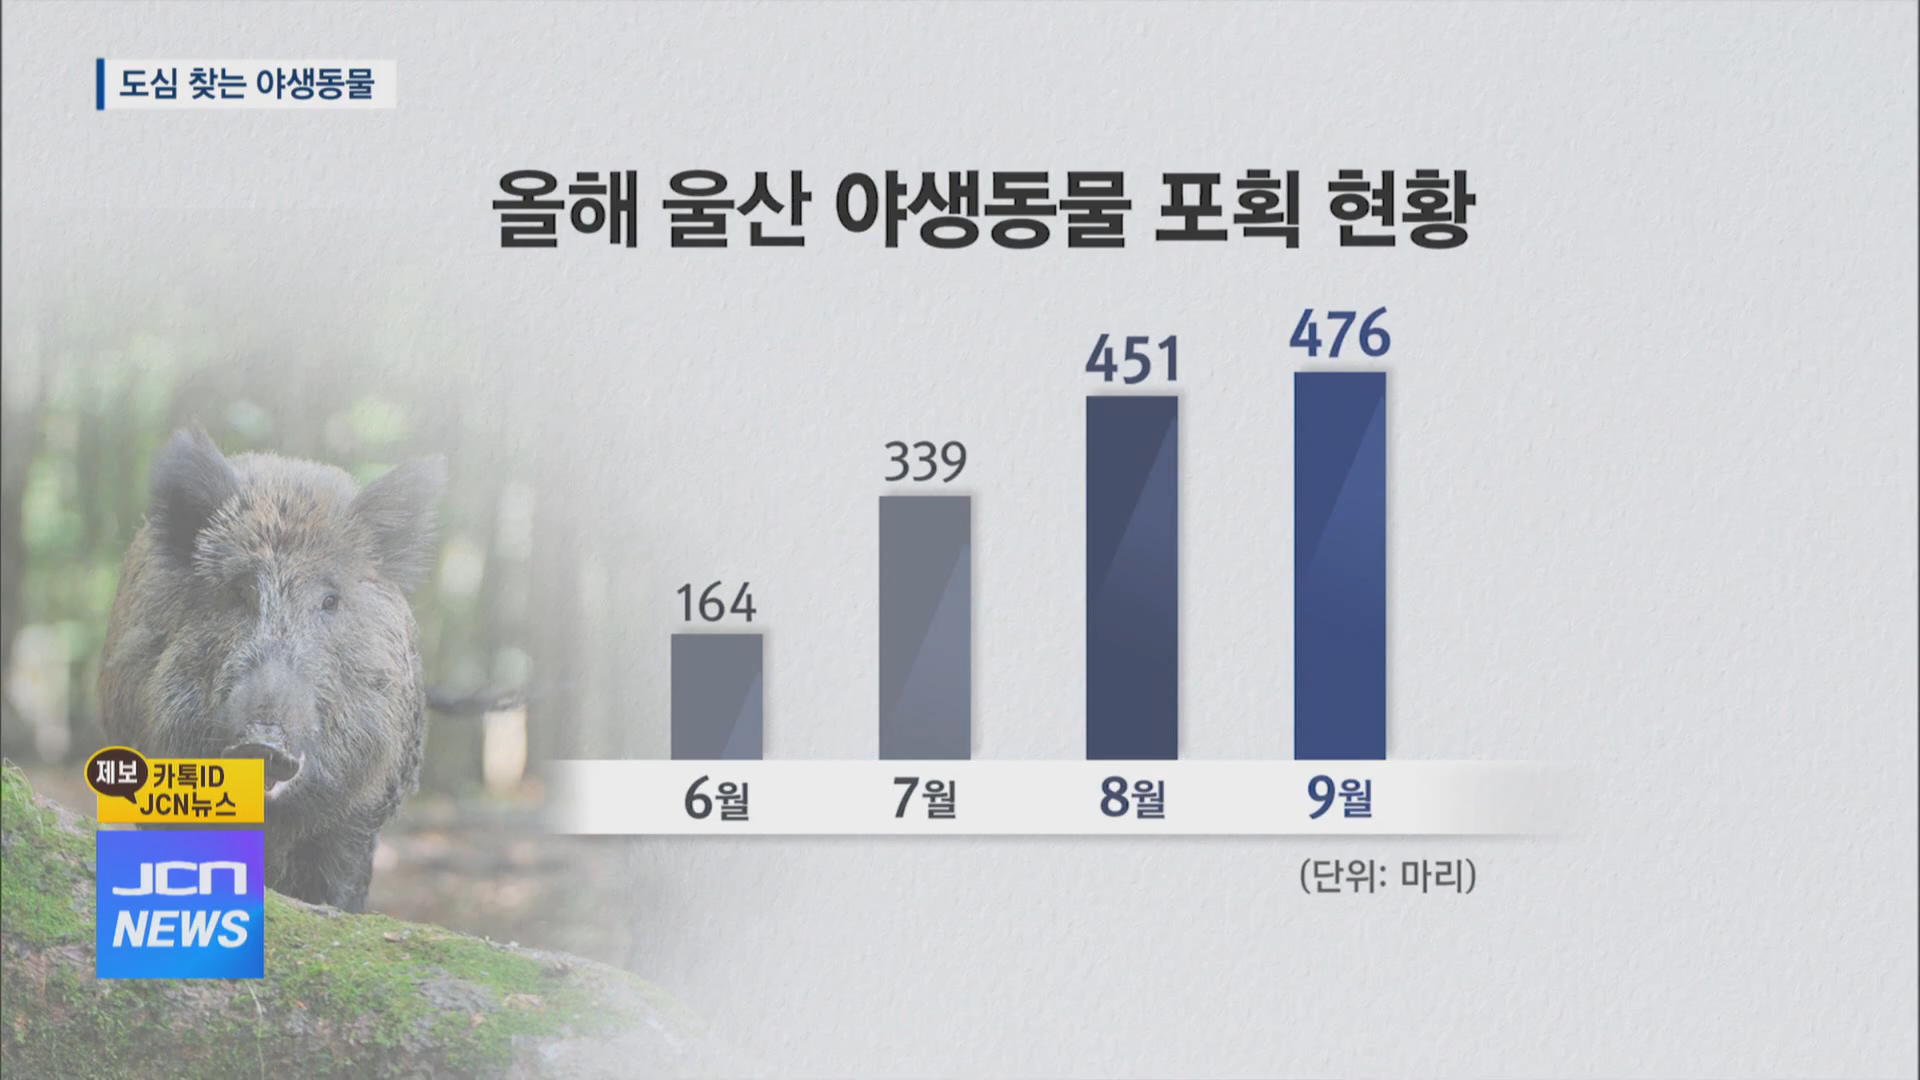 도심 찾는 야생동물
올해 울산 야생동물 포획 현황
164
339
451
476
6월
7월
8월
9월
(단위: 마리)
제보
카톡ID
JCN뉴스
JCN
NEWS